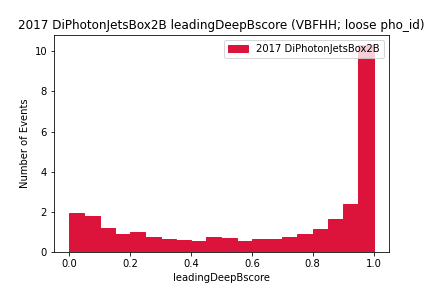 2017 DiPhotonJetsBox2B leadingDeepBscore (VBFHH; loose pho_id)
2017 DiPhotonJetsBox2B
Number of Events
10
8
6
4
2
0
0.0 0.2 0.4 0.6 0.8 1.0
leadingDeepBscore